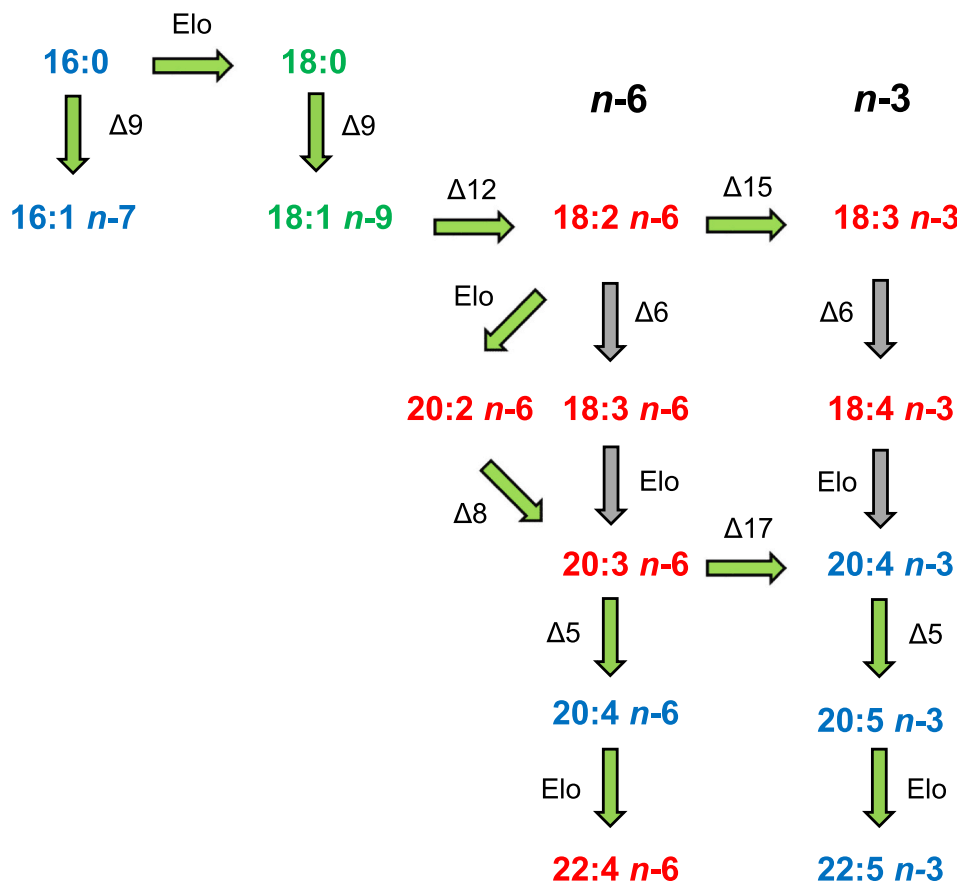 Elo
16:0 18:0
Δ9 Δ9
n-6 n-3
16:1 n-7 18:1 n-9 Δ12 18:2 n-6 Δ15 18:3 n-3
Elo Δ6 Δ6
20:2 n-6 18:3 n-6 18:4 n-3
Δ8 Elo Elo
Δ17
20:3 n-6 20:4 n-3
Δ5 Δ5
20:4 n-6 20:5 n-3
Elo Elo
22:4 n-6 22:5 n-3